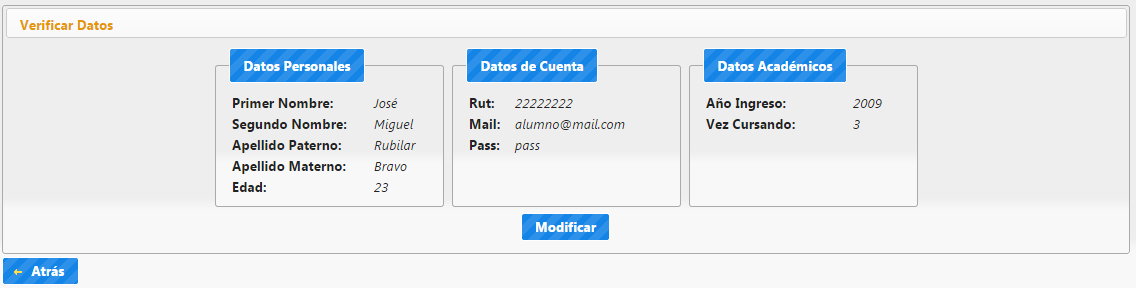 Verificar Datos
Datos Personales
Primer Nombre: José
Segundo Nombre: Miguel
Apellido Paterno: Rubilar
Apellido Materno: Bravo
Edad: 23
Datos de Cuenta
Rut: 22222222
Mail: alumno@mail.com
Pass: pass
Datos Académicos
Año Ingreso: 2009
Vez Cursando: 3
Modificar
← Atrás